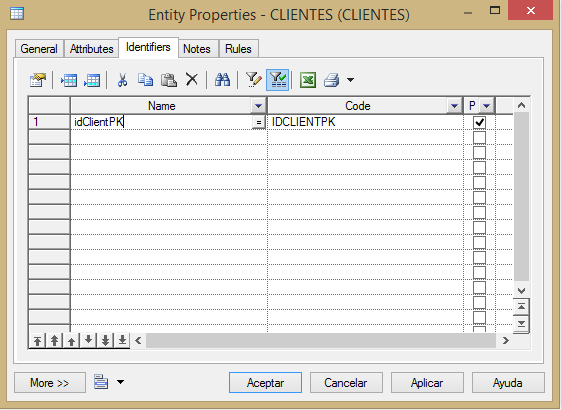 Entity Properties - CLIENTES (CLIENTES)
General Attributes Identifiers Notes Rules
Name Code P
1 idClientPK = IDCLIENTPK
More >> Aceptar Cancelar Aplicar Ayuda